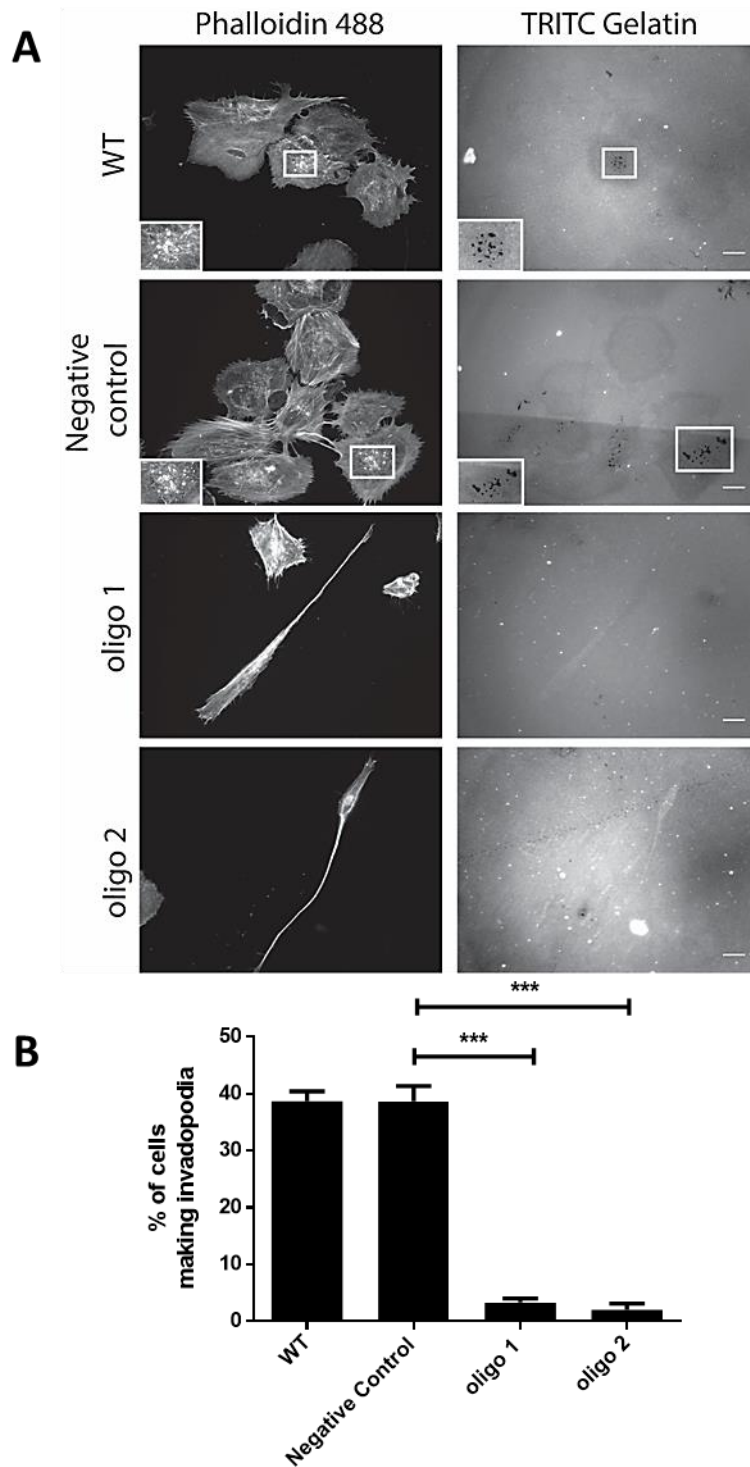 A
Phalloidin 488
TRITC Gelatin
WT
Negative
control
oligo 1
oligo 2
B
***
***
% of cells
making invadopodia
50
40
30
20
10
0
WT
Negative Control
oligo 1
oligo 2